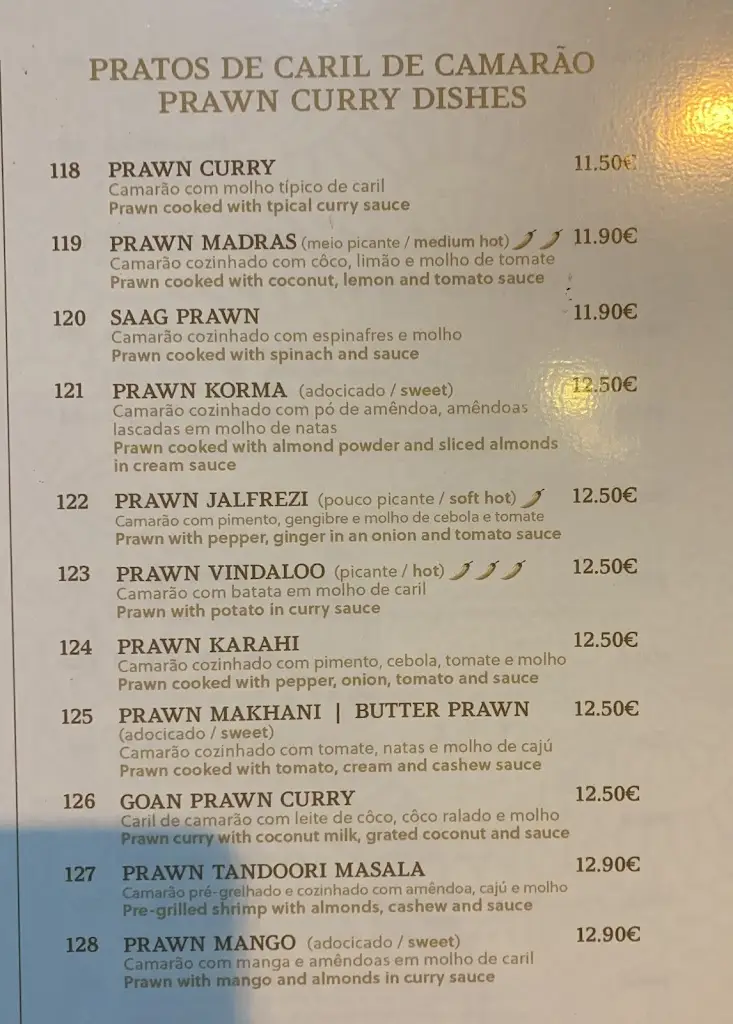 PRATOS DE CARIL DE CAMARÃO
PRAWN CURRY DISHES
118 PRAWN CURRY 11.50€
Camarão com molho típico de caril
Prawn cooked with tpical curry sauce
119 PRAWN MADRAS (meio picante / medium hot) 11.90€
Camarão cozinhado com côco, limão e molho de tomate
Prawn cooked with coconut, lemon and tomato sauce
120 SAAG PRAWN 11.90€
Camarão cozinhado com espinafres e molho
Prawn cooked with spinach and sauce
121 PRAWN KORMA (adocicado / sweet) 12.50€
Camarão cozinhado com pó de amêndoa, amêndoas
lascadas em molho de natas
Prawn cooked with almond powder and sliced almonds
in cream sauce
122 PRAWN JALFREZI (pouco picante / soft hot) 12.50€
Camarão com pimento, gengibre e molho de cebola e tomate
Prawn with pepper, ginger in an onion and tomato sauce
123 PRAWN VINDALOO (picante / hot) 12.50€
Camarão com batata em molho de caril
Prawn with potato in curry sauce
124 PRAWN KARAHI 12.50€
Camarão cozinhado com pimento, cebola, tomate e molho
Prawn cooked with pepper, onion, tomato and sauce
125 PRAWN MAKHANI | BUTTER PRAWN 12.50€
(adocicado / sweet)
Camarão cozinhado com tomate, natas e molho de cajú
Prawn cooked with tomato, cream and cashew sauce
126 GOAN PRAWN CURRY 12.50€
Caril de camarão com leite de côco, côco ralado e molho
Prawn curry with coconut milk, grated coconut and sauce
127 PRAWN TANDOORI MASALA 12.90€
Camarão pré-grelhado e cozinhado com amêndoa, cajú e molho
Pre-grilled shrimp with almonds, cashew and sauce
128 PRAWN MANGO (adocicado / sweet) 12.90€
Camarão com manga e amêndoas em molho de caril
Prawn with mango and almonds in curry sauce